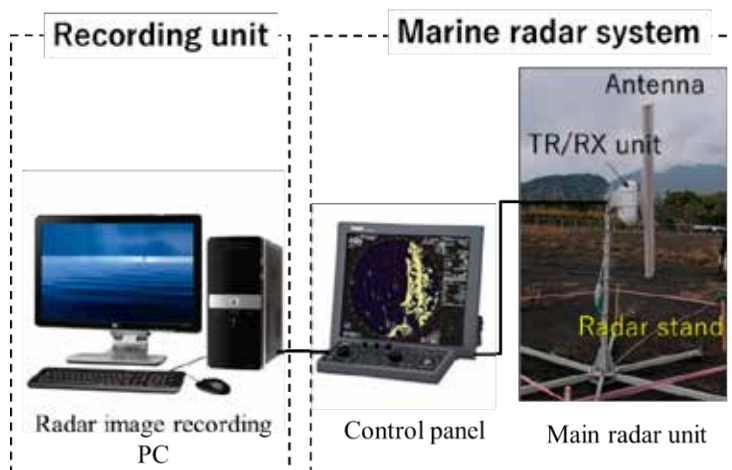 Recording unit
Marine radar system
Antenna
TR/RX unit
Radar stand
Radar image recording
PC
Control panel
Main radar unit